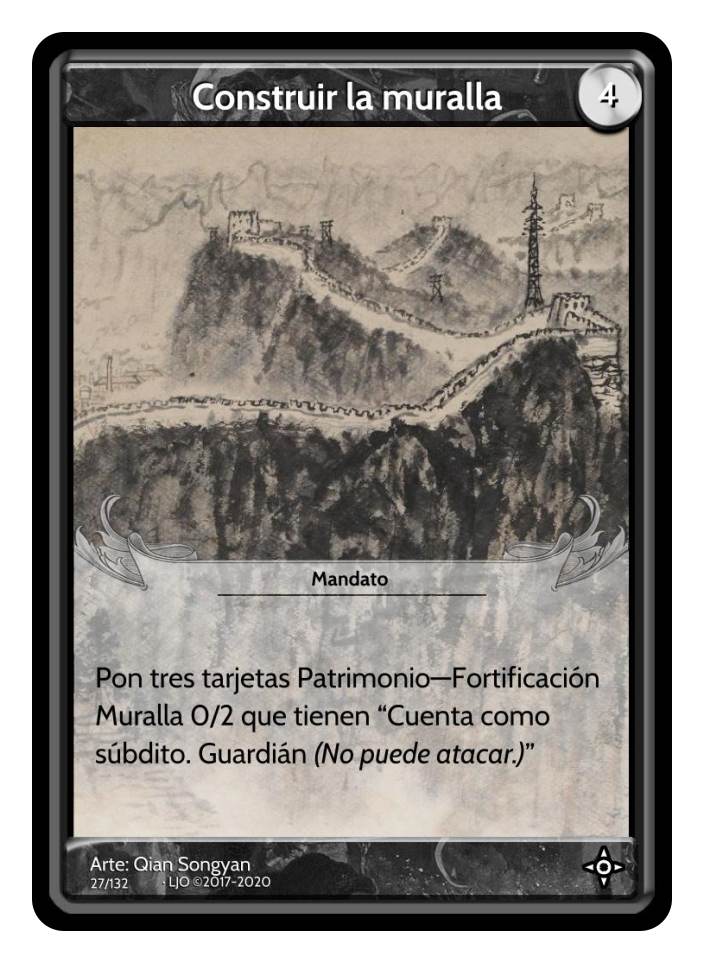 Construir la muralla
4
Mandato
Pon tres tarjetas Patrimonio—Fortificación
Muralla 0/2 que tienen “Cuenta como
súbdito. Guardián (No puede atacar.)”
Arte: Qian Songyan
27/132 · LJO ©2017-2020